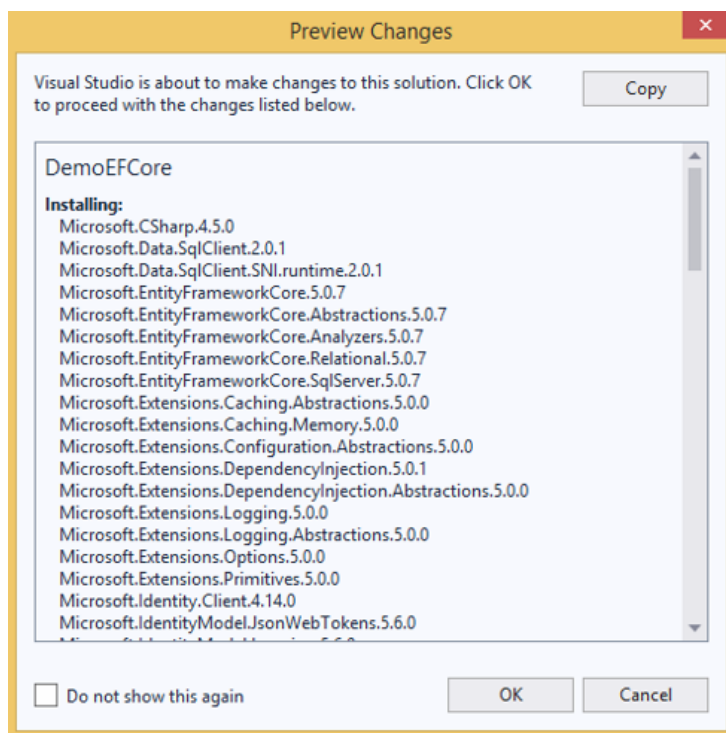 Preview Changes
Visual Studio is about to make changes to this solution. Click OK
to proceed with the changes listed below.
Copy
DemoEFCore
Installing:
Microsoft.CSharp.4.5.0
Microsoft.Data.SqlClient.2.0.1
Microsoft.Data.SqlClient.SNI.runtime.2.0.1
Microsoft.EntityFrameworkCore.5.0.7
Microsoft.EntityFrameworkCore.Abstractions.5.0.7
Microsoft.EntityFrameworkCore.Analyzers.5.0.7
Microsoft.EntityFrameworkCore.Relational.5.0.7
Microsoft.EntityFrameworkCore.SqlServer.5.0.7
Microsoft.Extensions.Caching.Abstractions.5.0.0
Microsoft.Extensions.Caching.Memory.5.0.0
Microsoft.Extensions.Configuration.Abstractions.5.0.0
Microsoft.Extensions.DependencyInjection.5.0.1
Microsoft.Extensions.DependencyInjection.Abstractions.5.0.0
Microsoft.Extensions.Logging.5.0.0
Microsoft.Extensions.Logging.Abstractions.5.0.0
Microsoft.Extensions.Options.5.0.0
Microsoft.Extensions.Primitives.5.0.0
Microsoft.Identity.Client.4.14.0
Microsoft.IdentityModel.JsonWebTokens.5.6.0
Do not show this again
OK
Cancel